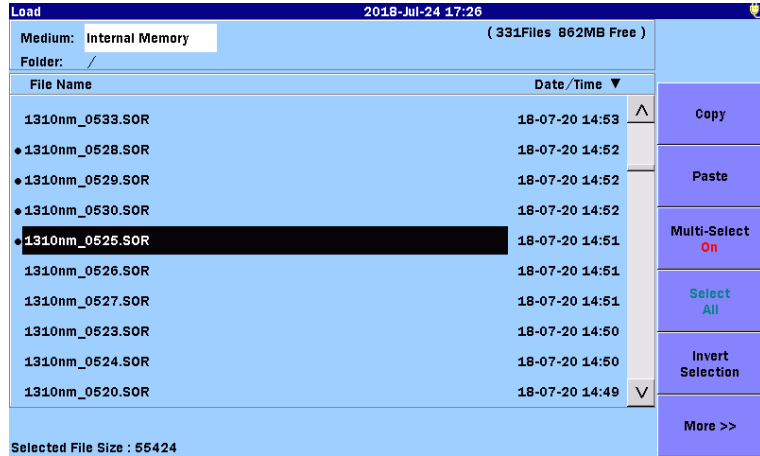 Load 2018-Jul-24 17:26
Medium: Internal Memory (331Files 862MB Free )
Folder: /
File Name Date/Time ▼
1310nm_0533.SOR 18-07-20 14:53
•1310nm_0528.SOR 18-07-20 14:52
•1310nm_0529.SOR 18-07-20 14:52
•1310nm_0530.SOR 18-07-20 14:52
•1310nm_0525.SOR 18-07-20 14:51
1310nm_0526.SOR 18-07-20 14:51
1310nm_0527.SOR 18-07-20 14:51
1310nm_0523.SOR 18-07-20 14:50
1310nm_0524.SOR 18-07-20 14:50
1310nm_0520.SOR 18-07-20 14:49
Selected File Size : 55424
Copy
Paste
Multi-Select
On
Select
All
Invert
Selection
More >>